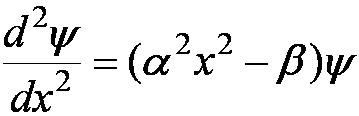 d²ψ/dx² = (α²x² − β)ψ